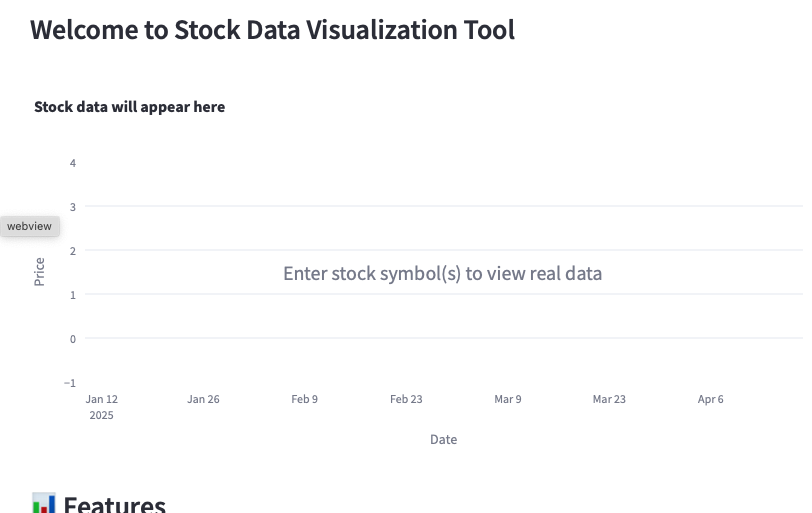 Welcome to Stock Data Visualization Tool
Stock data will appear here
4
3
webview
2
Enter stock symbol(s) to view real data
Price
1
0
−1
Jan 12 Jan 26 Feb 9 Feb 23 Mar 9 Mar 23 Apr 6
2025
Date
Features